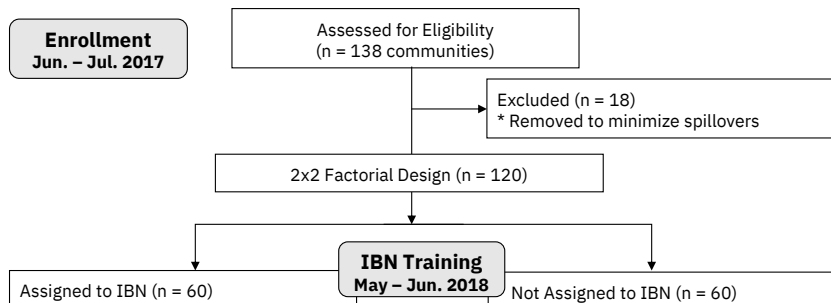 Enrollment
Jun. – Jul. 2017
Assessed for Eligibility
(n = 138 communities)
Excluded (n = 18)
* Removed to minimize spillovers
2x2 Factorial Design (n = 120)
IBN Training
May – Jun. 2018
Assigned to IBN (n = 60)
Not Assigned to IBN (n = 60)